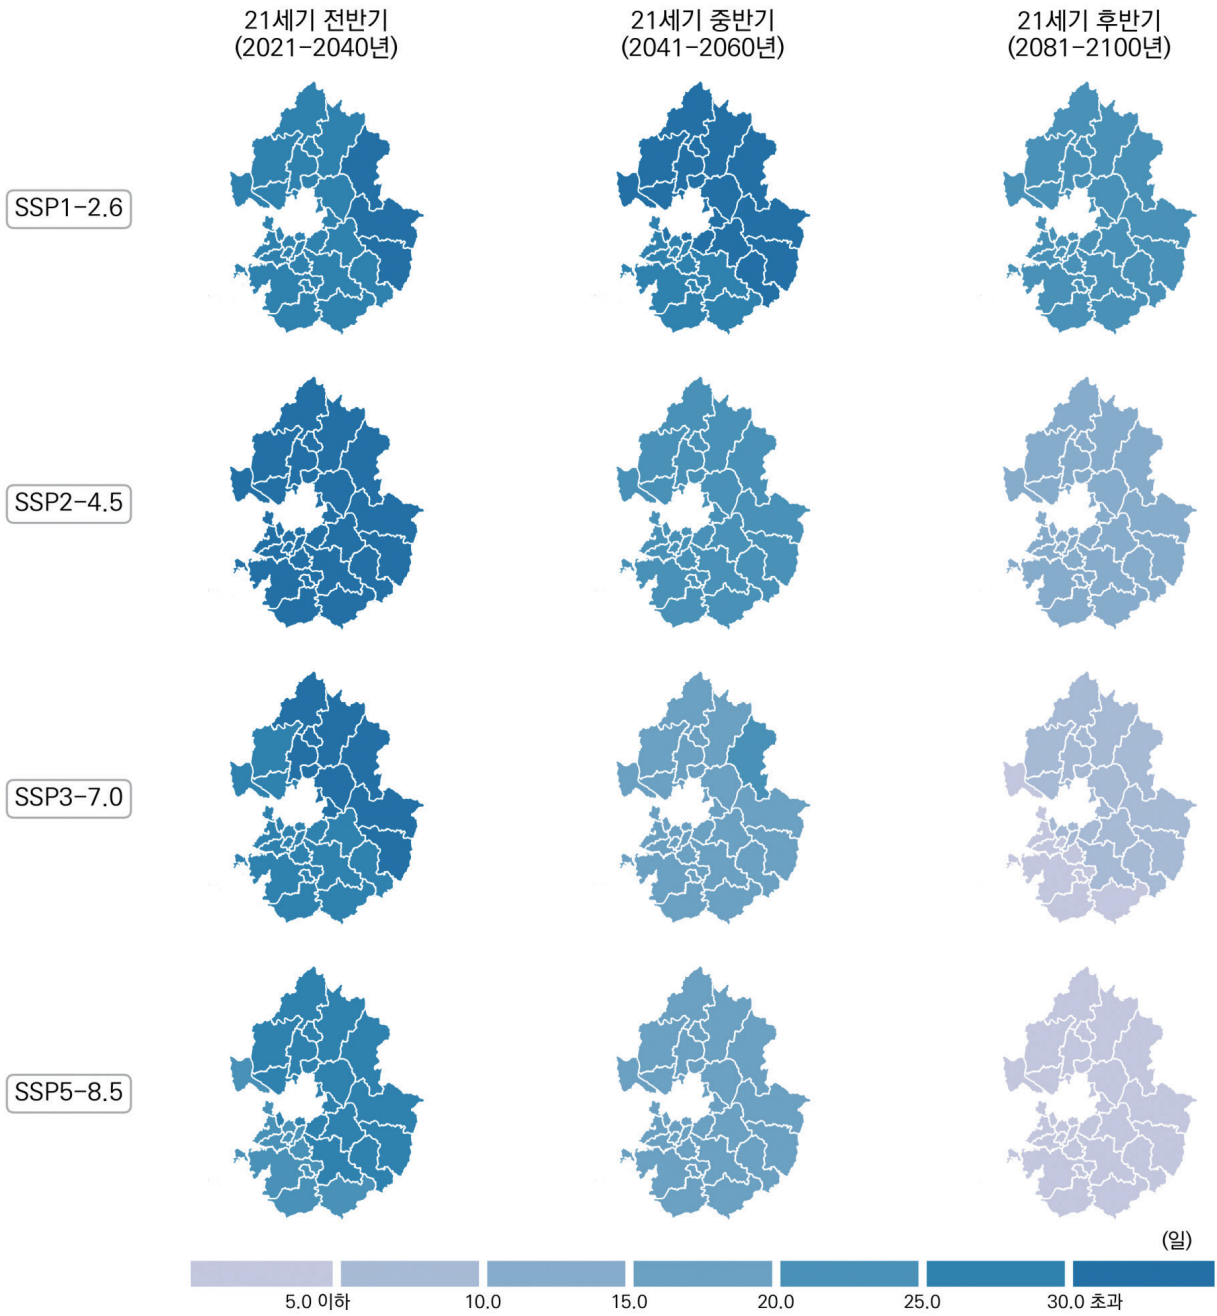 21세기 전반기
(2021-2040년)
21세기 중반기
(2041-2060년)
21세기 후반기
(2081-2100년)
SSP1-2.6
SSP2-4.5
SSP3-7.0
SSP5-8.5
(일)
5.0 이하
10.0
15.0
20.0
25.0
30.0 초과